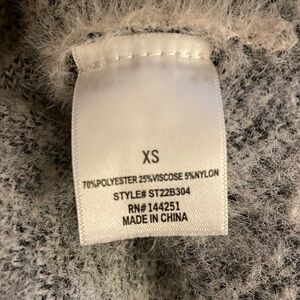 XS
70%POLYESTER 25%VISCOSE 5%NYLON
STYLE# ST22B304
RN#144251
MADE IN CHINA